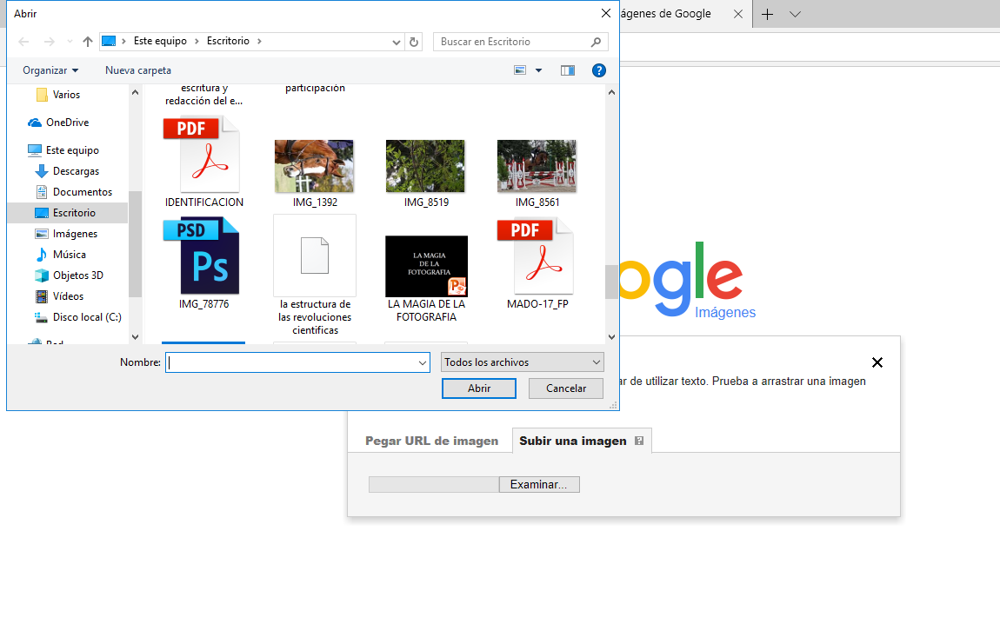 Abrir
ágenes de Google
Este equipo
Escritorio
Buscar en Escritorio
Organizar
Nueva carpeta
Varios
OneDrive
Este equipo
Descargas
Documentos
Escritorio
Imágenes
Música
Objetos 3D
Vídeos
Disco local (C:)
Red
escritura y
redacción del e...
participación
PDF
IDENTIFICACION
IMG_1392
IMG_8519
IMG_8561
PSD
Ps
IMG_78776
la estructura de
las revoluciones
cientificas
LA MAGIA
DE LA
FOTOGRAFIA
P
LA MAGIA DE LA
FOTOGRAFIA
PDF
MADO-17_FP
Nombre:
Todos los archivos
Abrir
Cancelar
ogle
Imágenes
ar de utilizar texto. Prueba a arrastrar una imagen
Pegar URL de imagen
Subir una imagen ?
Examinar...